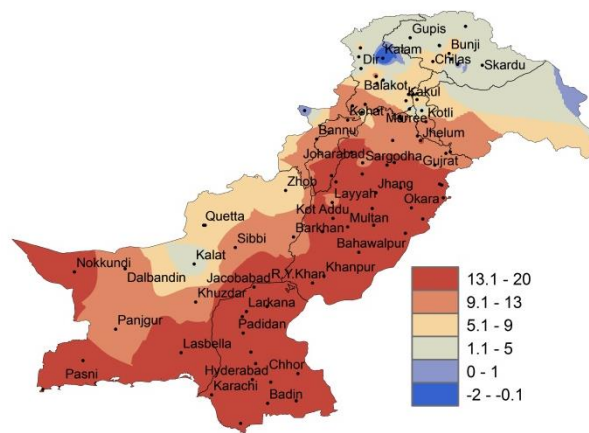 Gupis
Bunji
Kalam
Dir
Chilas
Skardu
Balakot
Kakul
Kohat
Kotli
Murree
Bannu
Jhelum
Joharabad
Sargodha
Gujrat
Zhob
Jhang
Layyah
Okara
Kot Addu
Quetta
Multan
Barkhan
Sibbi
Bahawalpur
Kalat
Nokkundi
Dalbandin
Jacobabad
R.Y.Khan
Khanpur
Khuzdar
Larkana
Panjgur
Padidan
Lasbella
Chhor
Pasni
Hyderabad
Karachi
Badin
13.1 - 20
9.1 - 13
5.1 - 9
1.1 - 5
0 - 1
-2 - -0.1